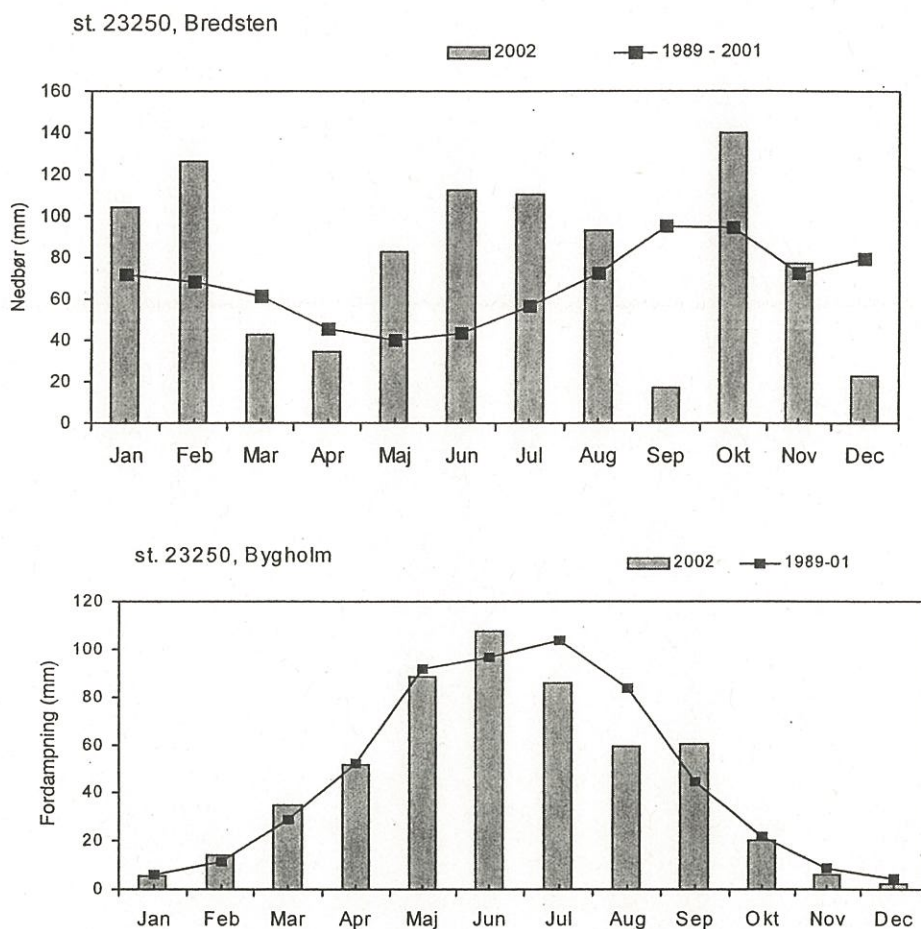 st. 23250, Bredsten
2002 1989 - 2001
160
140
120
100
80
60
40
20
0
Nedbør (mm)
Jan Feb Mar Apr Maj Jun Jul Aug Sep Okt Nov Dec
st. 23250, Bygholm
2002 1989-01
120
100
80
60
40
20
0
Fordampning (mm)
Jan Feb Mar Apr Maj Jun Jul Aug Sep Okt Nov Dec